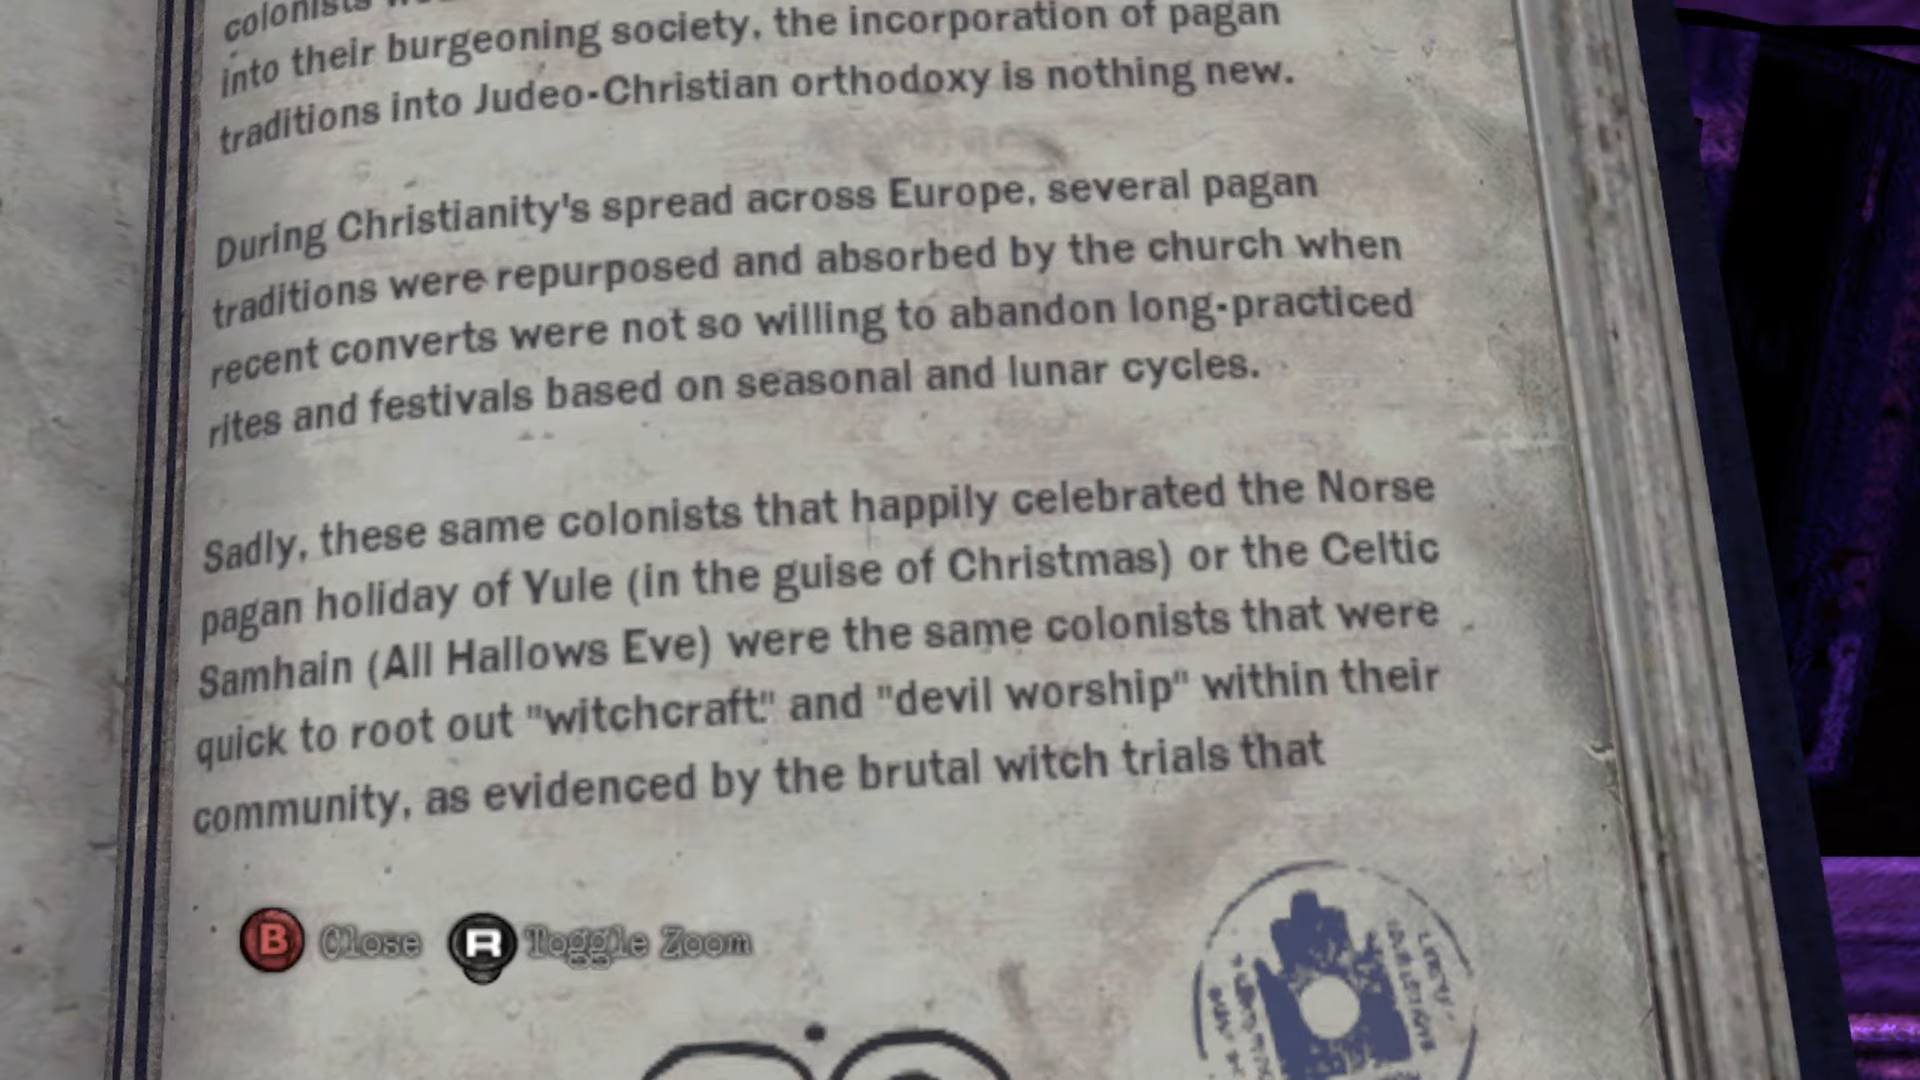 colonists
into their burgeoning society, the incorporation of pagan
traditions into Judeo-Christian orthodoxy is nothing new.
During Christianity's spread across Europe, several pagan
traditions were repurposed and absorbed by the church when
recent converts were not so willing to abandon long-practiced
rites and festivals based on seasonal and lunar cycles.
Sadly, these same colonists that happily celebrated the Norse
pagan holiday of Yule (in the guise of Christmas) or the Celtic
Samhain (All Hallows Eve) were the same colonists that were
quick to root out "witchcraft" and "devil worship" within their
community, as evidenced by the brutal witch trials that
B Close R Toggle Zoom